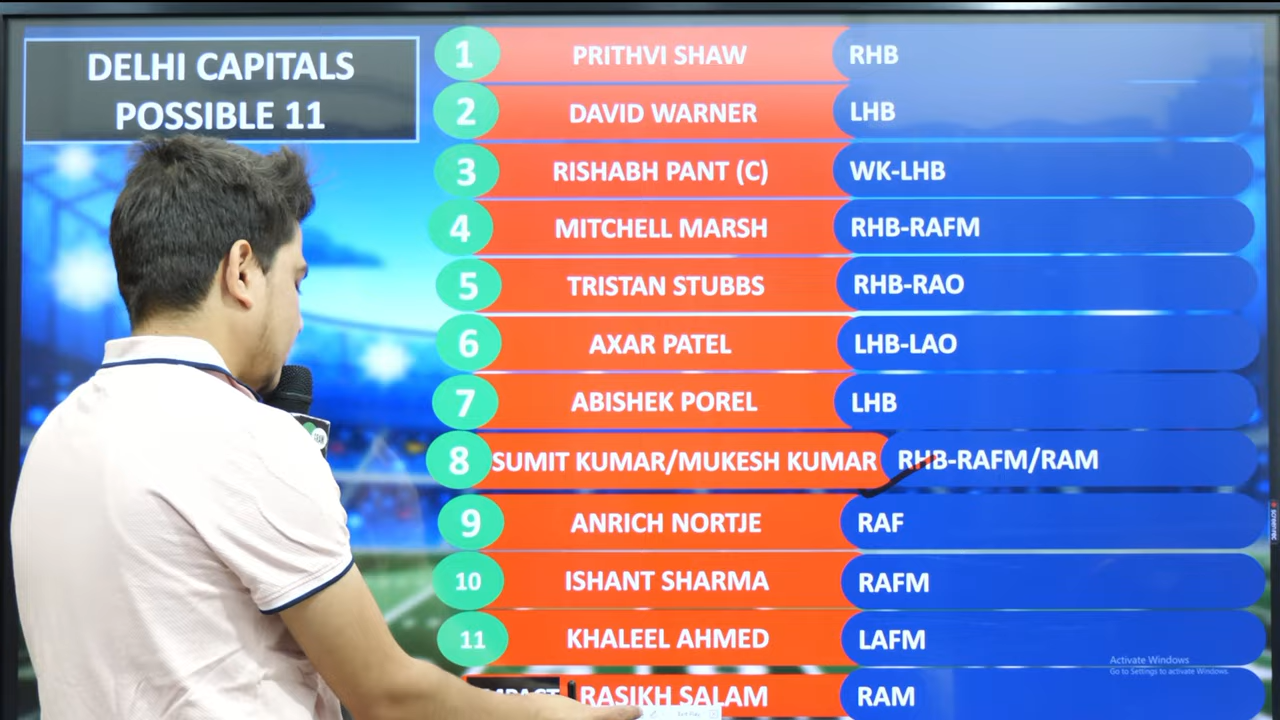 DELHI CAPITALS
POSSIBLE 11
1 PRITHVI SHAW RHB
2 DAVID WARNER LHB
3 RISHABH PANT (C) WK-LHB
4 MITCHELL MARSH RHB-RAFM
5 TRISTAN STUBBS RHB-RAO
6 AXAR PATEL LHB-LAO
7 ABISHEK POREL LHB
8 SUMIT KUMAR/MUKESH KUMAR RHB-RAFM/RAM
9 ANRICH NORTJE RAF
10 ISHANT SHARMA RAFM
11 KHALEEL AHMED LAFM
RASIKH SALAM RAM
Activate Windows
Go to Settings to activate Windows.